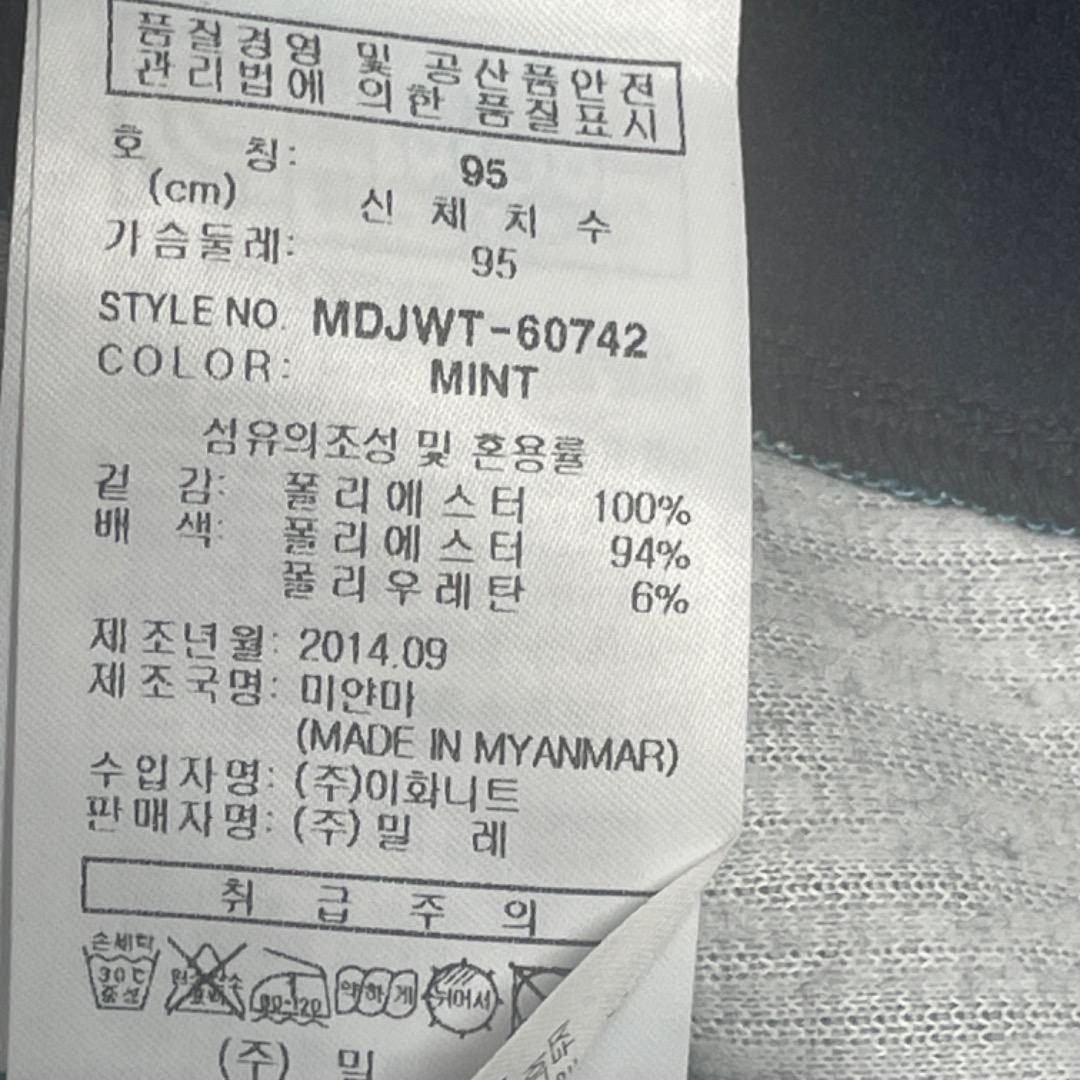 품질경영 및 공산품안전
관리법에 의한 품질표시
호 칭: 95
(cm) 신 체 치 수
가슴둘레: 95
STYLE NO. MDJWT-60742
COLOR: MINT
섬유의조성 및 혼용률
겉 감: 폴리에스터 100%
배 색: 폴리에스터 94%
폴리우레탄 6%
제조년월: 2014.09
제조국명: 미얀마
(MADE IN MYANMAR)
수입자명: (주)이화니트
판매자명: (주) 밀 레
취 급 주 의
손세탁
30℃
중성
80-120
약하게
뉘어서
(주) 밀